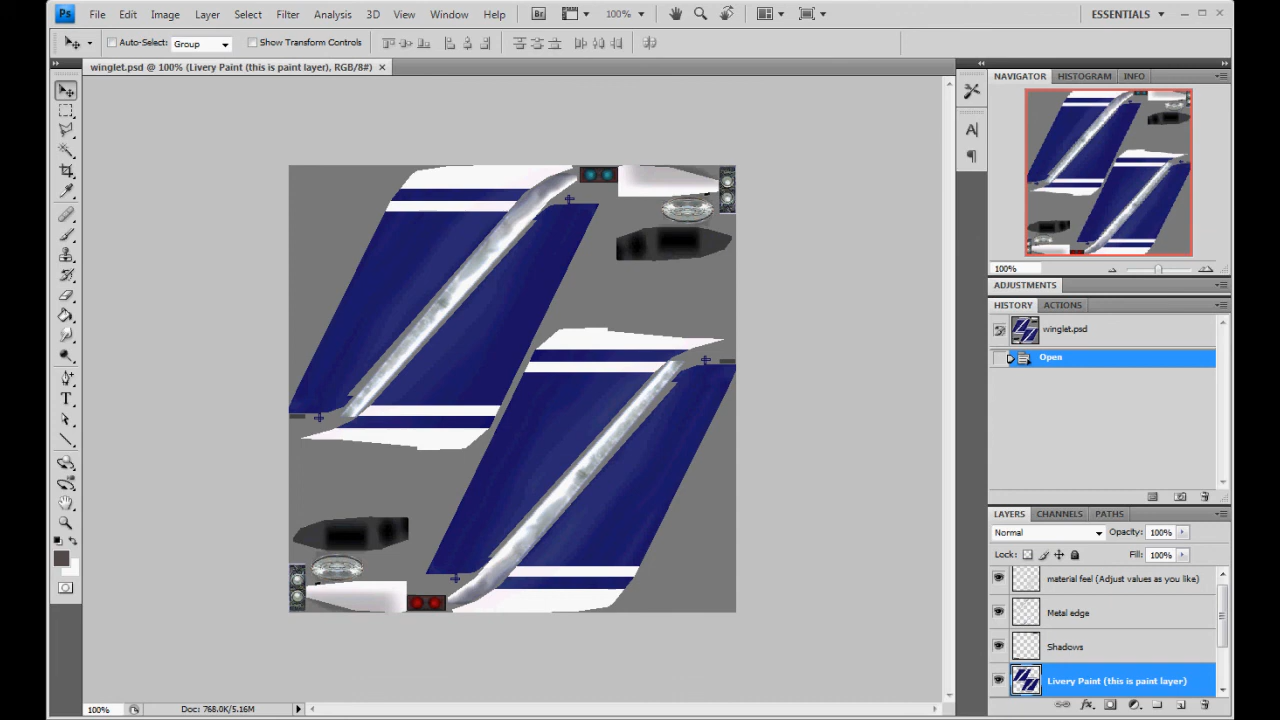 Ps File Edit Image Layer Select Filter Analysis 3D View Window Help Br 100% ESSENTIALS
Auto-Select: Group Show Transform Controls
winglet.psd @ 100% (Livery Paint (this is paint layer), RGB/8#)
NAVIGATOR HISTOGRAM INFO
100%
ADJUSTMENTS
HISTORY ACTIONS
winglet.psd
Open
LAYERS CHANNELS PATHS
Normal Opacity: 100%
Lock: Fill: 100%
material feel (Adjust values as you like)
Metal edge
Shadows
Livery Paint (this is paint layer)
100% Doc: 768.0K/5.16M